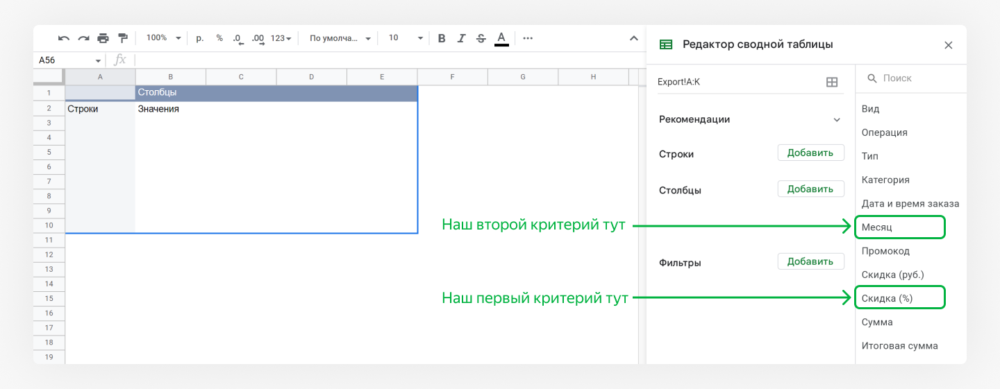 100% р. % .0 .00 123 По умолча... 10 B I S A ...
A56 fx
A B C D E F G H
1 Столбцы
2 Строки Значения
3
4
5
6
7
8
9
10
11
12
13
14
15
16
17
18
19
Наш второй критерий тут
Наш первый критерий тут
Редактор сводной таблицы
Export!A:K
Рекомендации
Строки Добавить
Столбцы Добавить
Фильтры Добавить
Поиск
Вид
Операция
Тип
Категория
Дата и время заказа
Месяц
Промокод
Скидка (руб.)
Скидка (%)
Сумма
Итоговая сумма